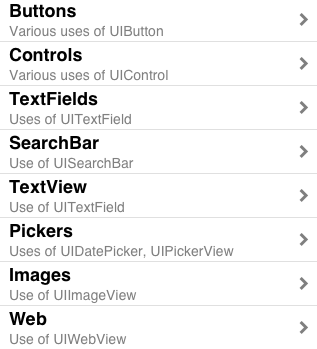 Buttons
Various uses of UIButton
Controls
Various uses of UIControl
TextFields
Uses of UITextField
SearchBar
Use of UISearchBar
TextView
Use of UITextField
Pickers
Uses of UIDatePicker, UIPickerView
Images
Use of UIImageView
Web
Use of UIWebView